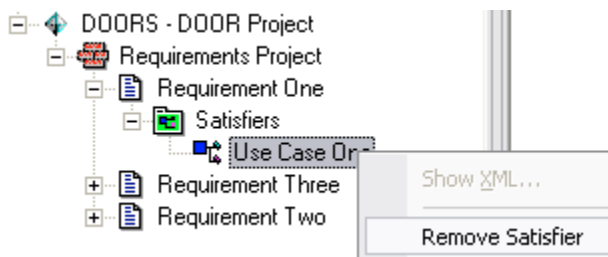 DOORS - DOOR Project
Requirements Project
Requirement One
Satisfiers
Use Case One
Show XML...
Requirement Three
Requirement Two
Remove Satisfier